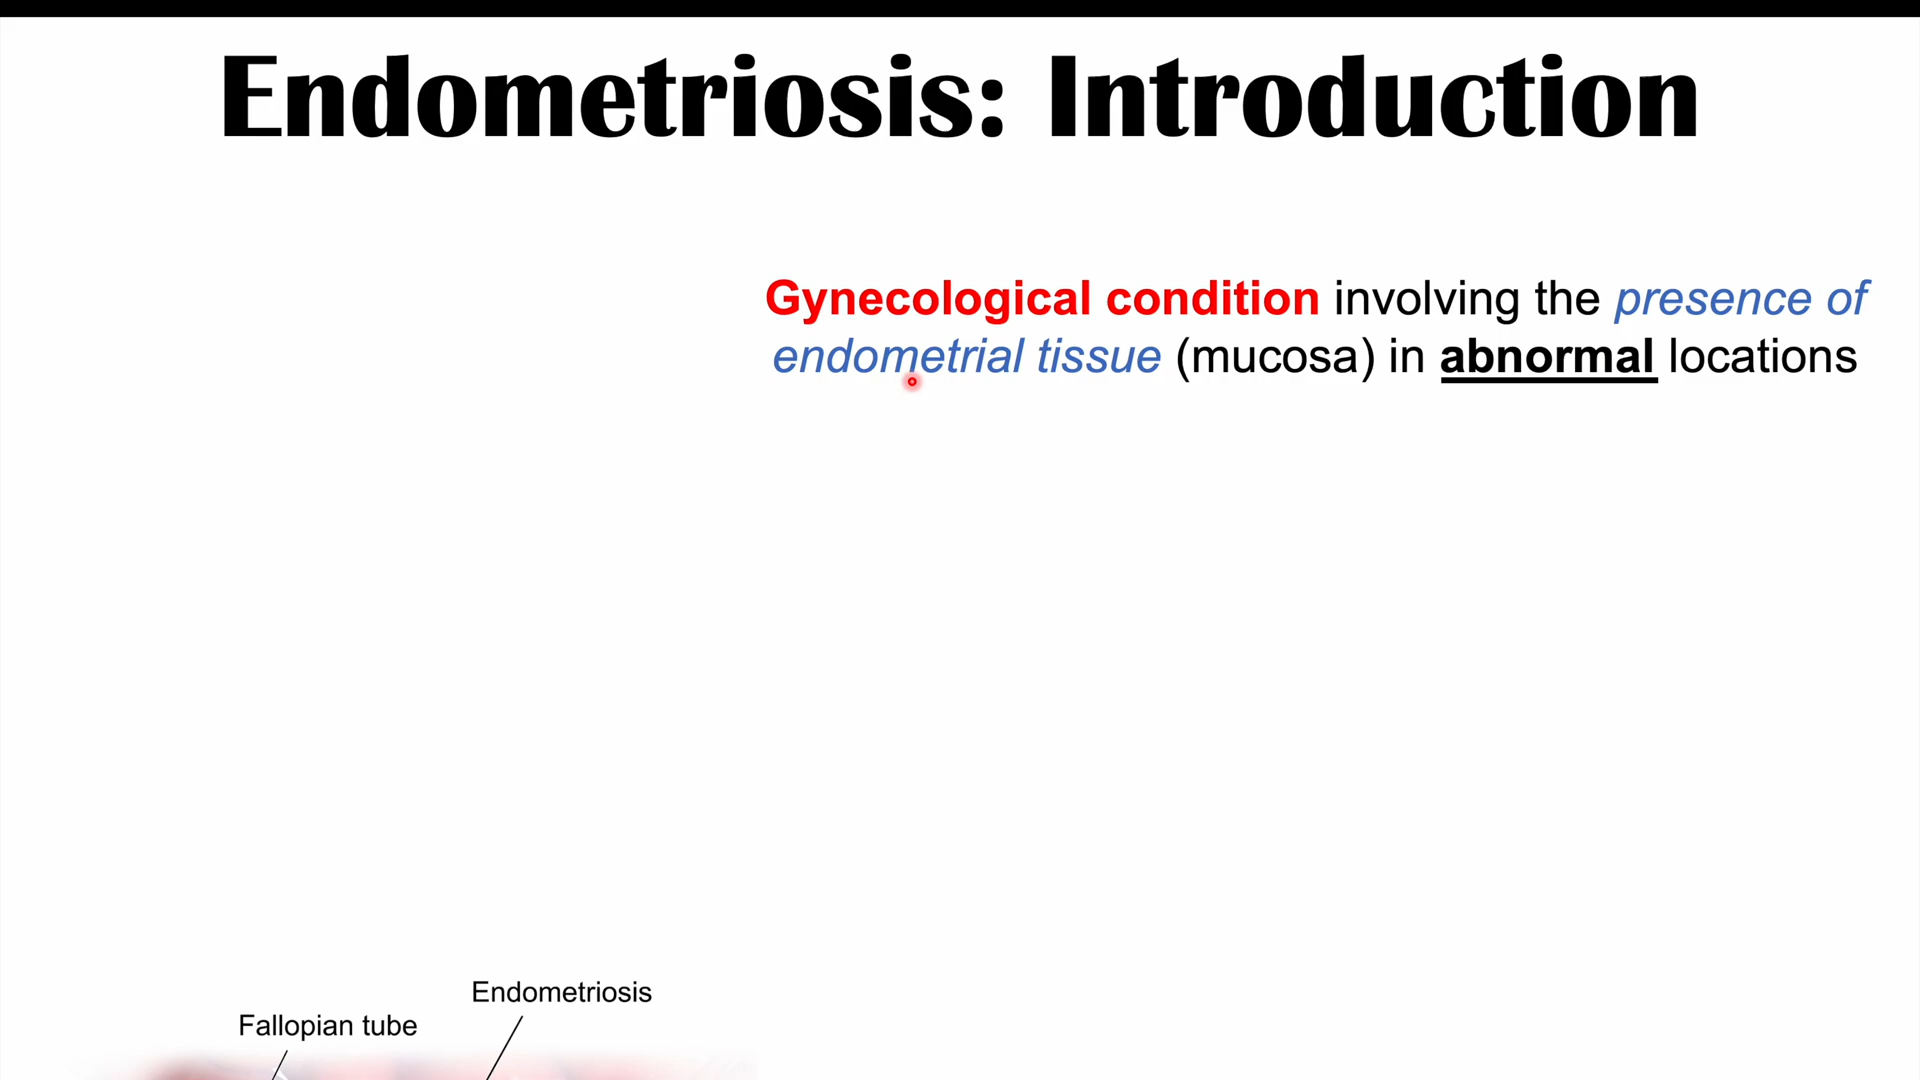 Endometriosis: Introduction
Gynecological condition involving the presence of
endometrial tissue (mucosa) in abnormal locations
Endometriosis
Fallopian tube